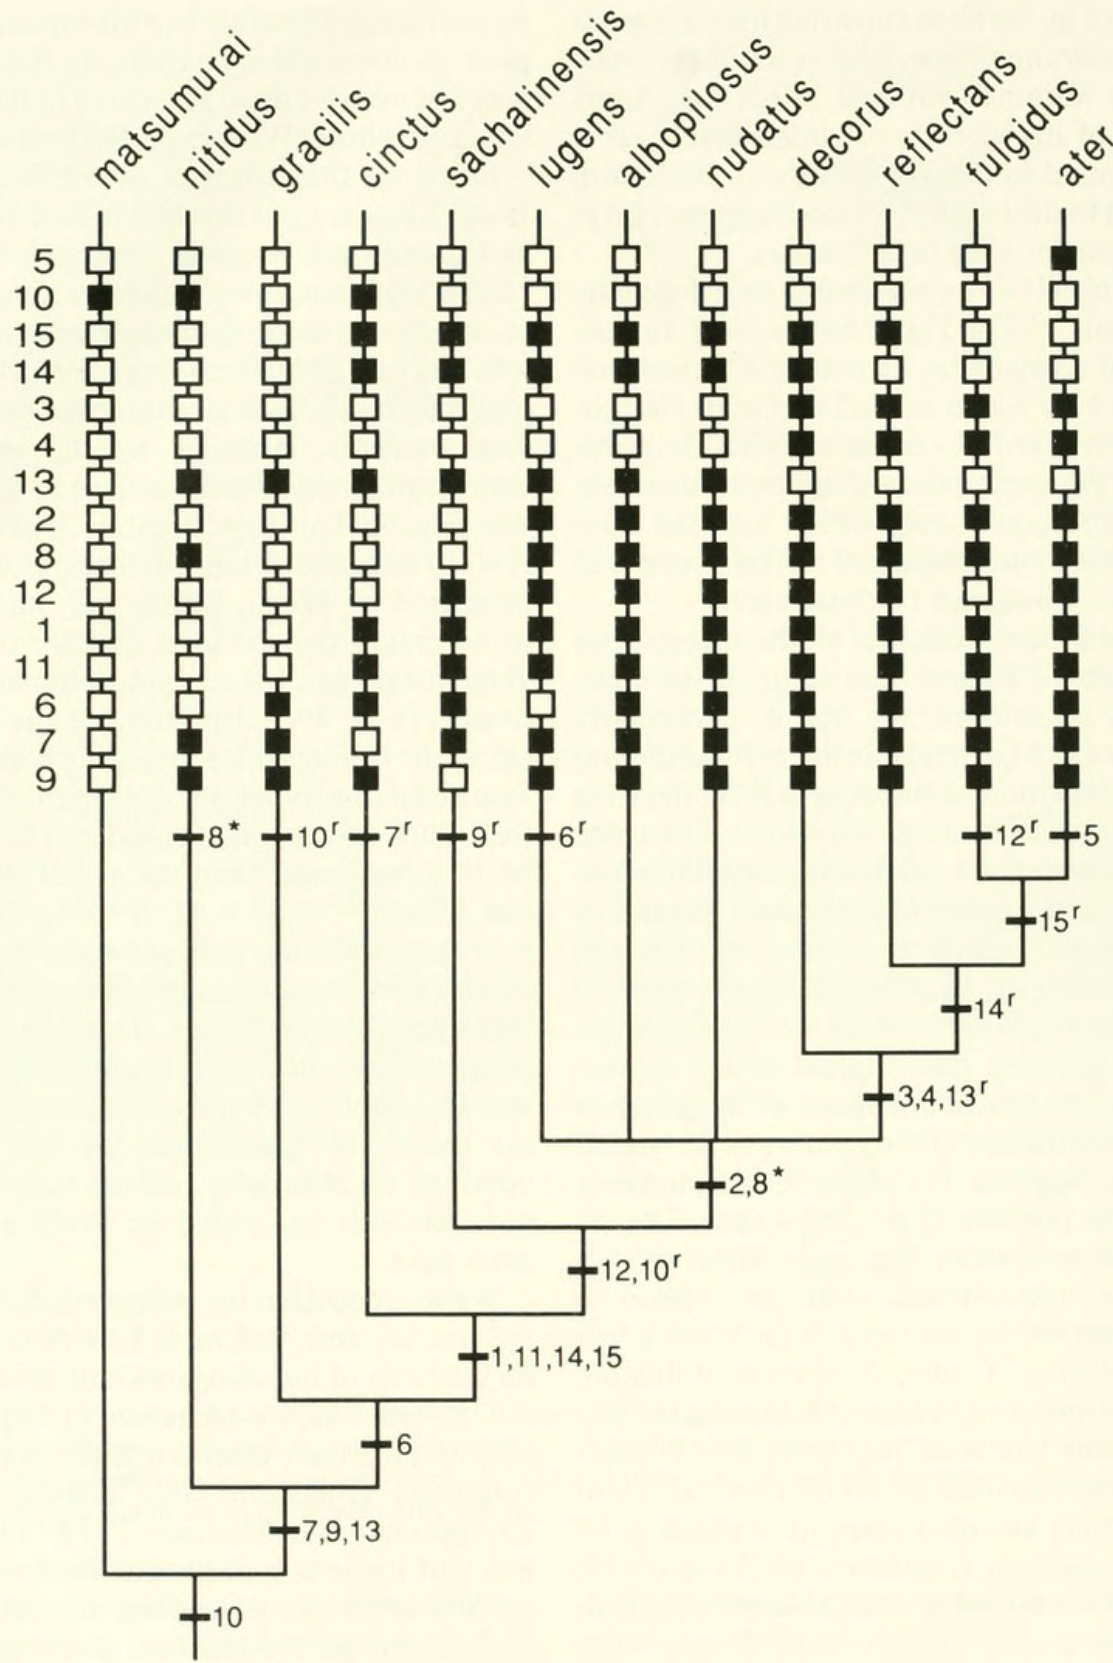 matsumurai
nitidus
gracilis
cinctus
sachalinensis
lugens
albopilosus
nudatus
decorus
reflectans
fulgidus
ater
5
10
15
14
3
4
13
2
8
12
1
11
6
7
9
8*
10r
7r
9r
6r
12r
5
15r
14r
3,4,13r
2,8*
12,10r
1,11,14,15
6
7,9,13
10